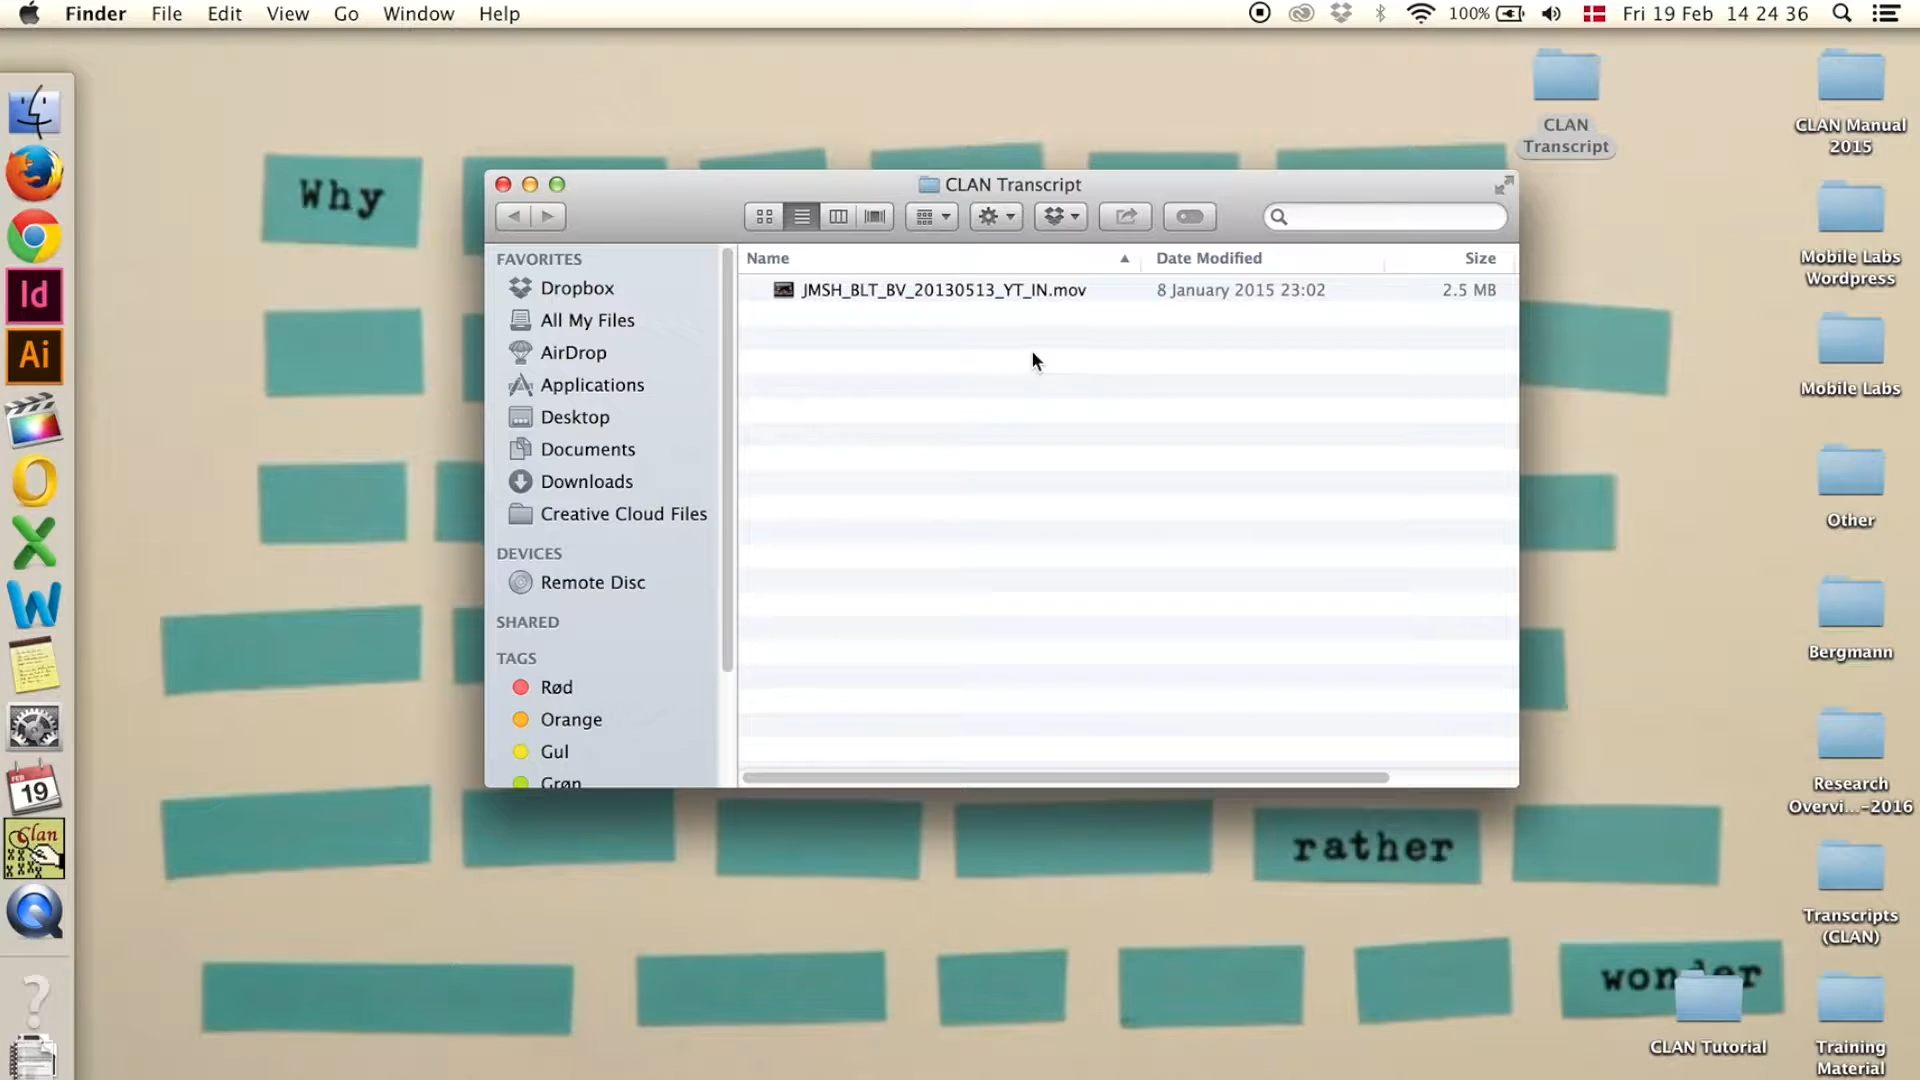 Finder File Edit View Go Window Help 100% Fri 19 Feb 14 24 36
CLAN Transcript
Name Date Modified Size
JMSH_BLT_BV_20130513_YT_IN.mov 8 January 2015 23:02 2.5 MB
FAVORITES
Dropbox
All My Files
AirDrop
Applications
Desktop
Documents
Downloads
Creative Cloud Files
DEVICES
Remote Disc
SHARED
TAGS
Rød
Orange
Gul
Grøn
Why
rather
wonder
Id
Ai
FEB
19
Clan
CLAN
Transcript
CLAN Manual
2015
Mobile Labs
Wordpress
Mobile Labs
Other
Bergmann
Research
Overvi...-2016
Transcripts
(CLAN)
CLAN Tutorial
Training
Material